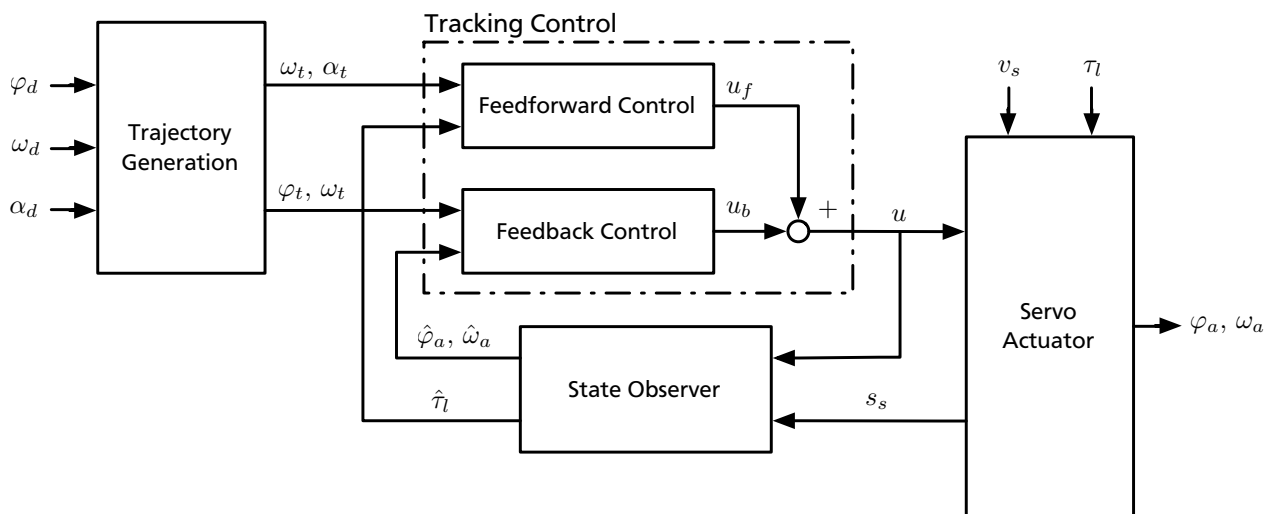 Tracking Control
φ_d
ω_d
α_d
Trajectory
Generation
ω_t, α_t
φ_t, ω_t
Feedforward Control
u_f
Feedback Control
u_b
+
u
v_s
τ_l
Servo
Actuator
φ_a, ω_a
φ̂_a, ω̂_a
τ̂_l
State Observer
s_s